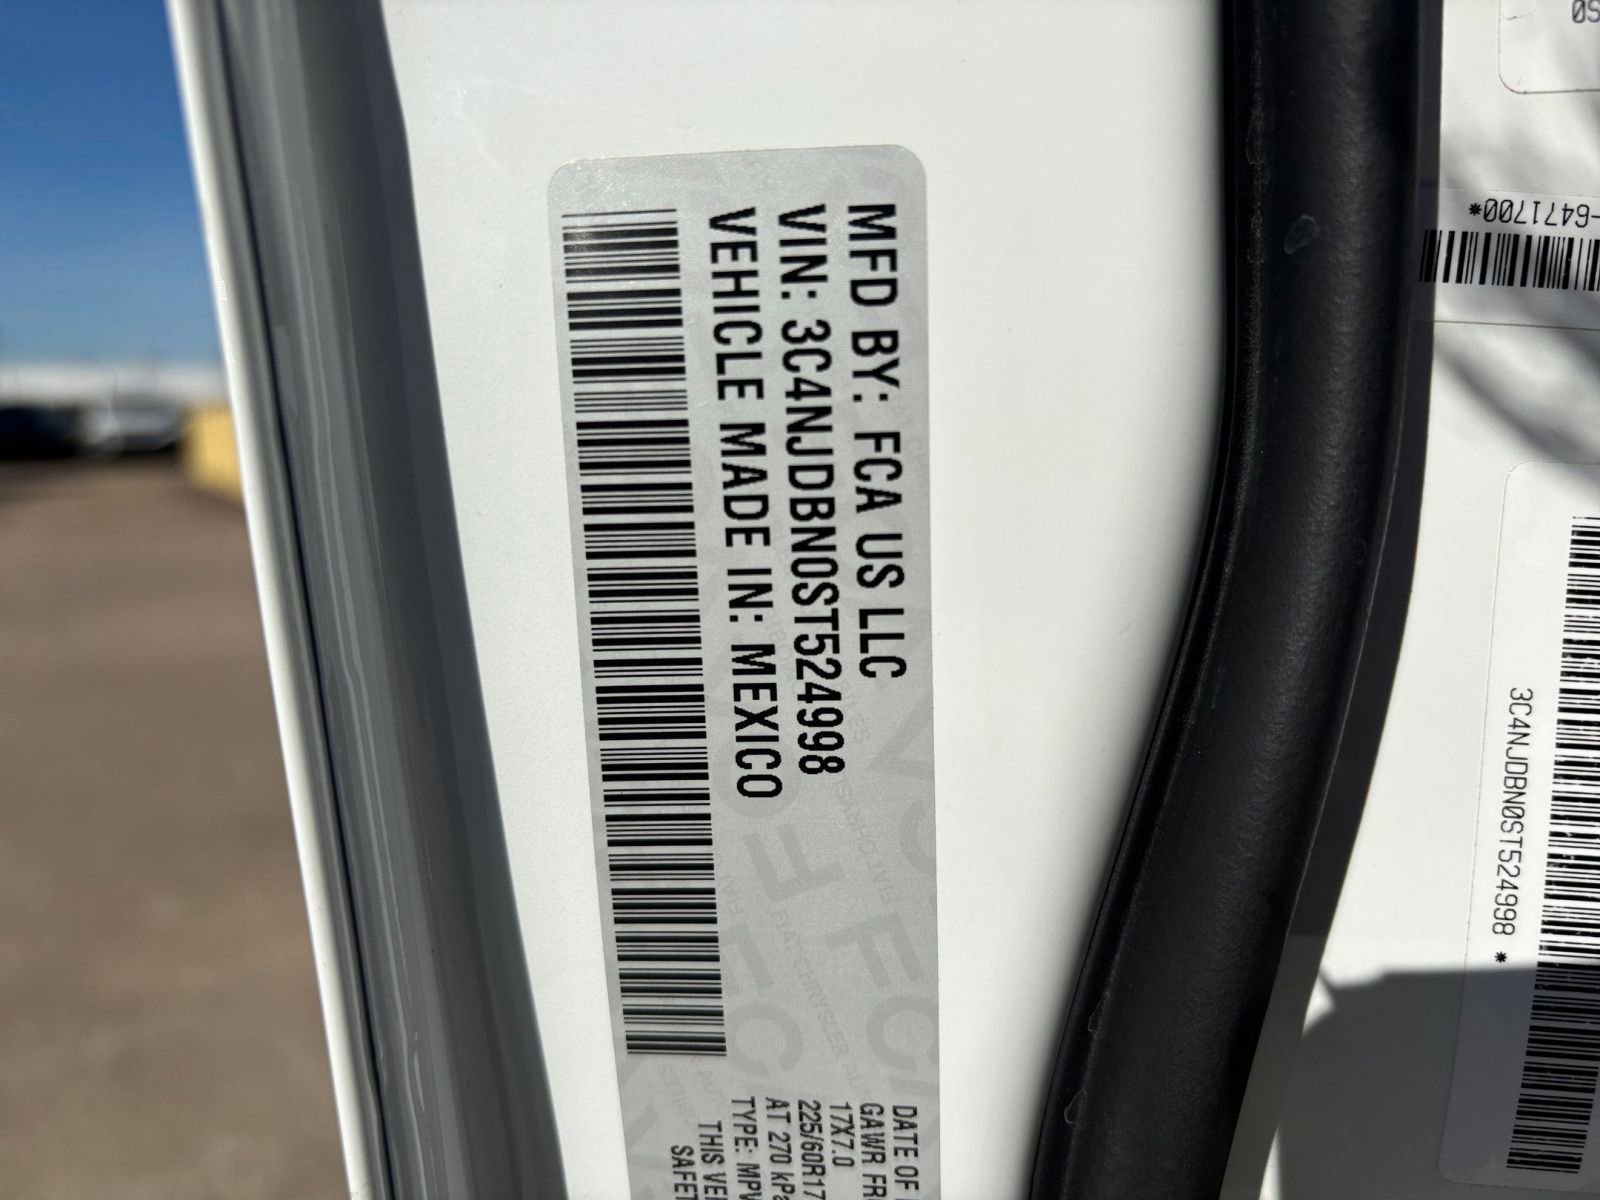 MFD BY: FCA US LLC
VIN: 3C4NJDBN0ST524998
VEHICLE MADE IN: MEXICO
DATE OF
GAWR FR
17X7.0
225/60R17
AT 270 kPa
TYPE: MPV
THIS VEH
SAFET
-6471700*
3C4NJDBN0ST524998 *